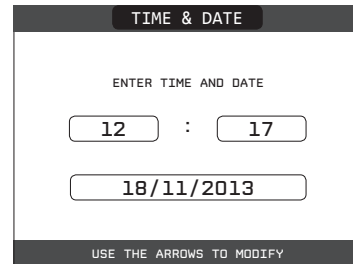 TIME & DATE
ENTER TIME AND DATE
12 : 17
18/11/2013
USE THE ARROWS TO MODIFY